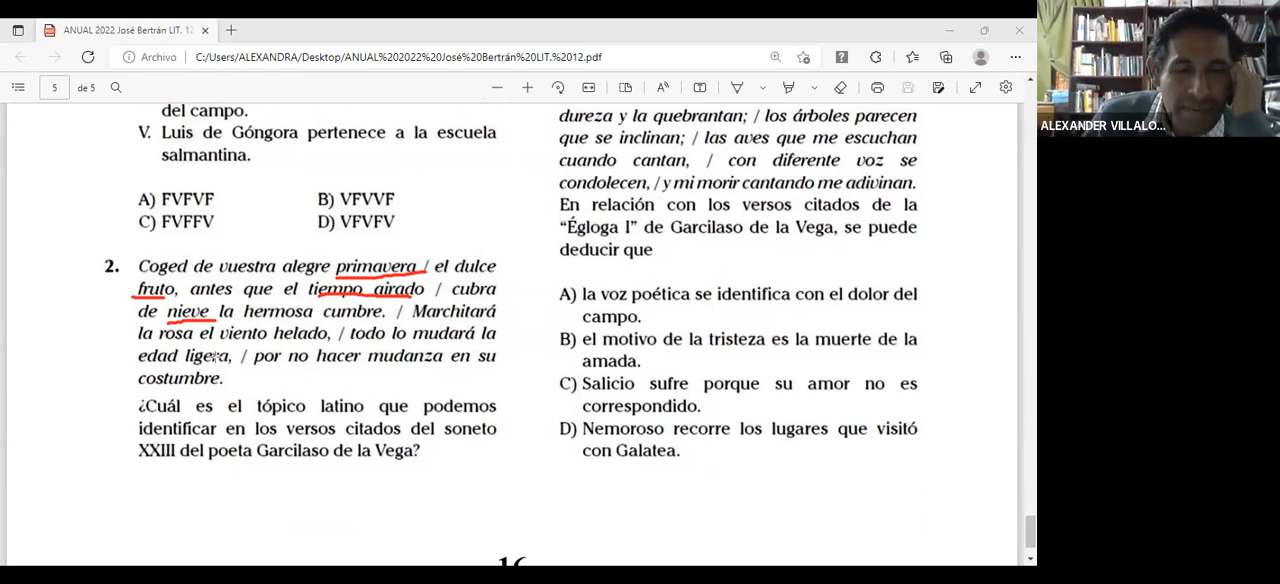 ANUAL 2022 José Bertrán LIT. 12
Archivo
C:/Users/ALEXANDRA/Desktop/ANUAL%202022%20José%20Bertrán%20LIT.%2012.pdf
5
de 5
del campo.
V. Luis de Góngora pertenece a la escuela
salmantina.
A) FVFVF
B) VFVVF
C) FVFFV
D) VFVFV
2. Coged de vuestra alegre primavera / el dulce
fruto, antes que el tiempo airado / cubra
de nieve la hermosa cumbre. / Marchitará
la rosa el viento helado, / todo lo mudará la
edad ligera, / por no hacer mudanza en su
costumbre.
¿Cuál es el tópico latino que podemos
identificar en los versos citados del soneto
XXIII del poeta Garcilaso de la Vega?
dureza y la quebrantan; / los árboles parecen
que se inclinan; / las aves que me escuchan
cuando cantan, / con diferente voz se
condolecen, / y mi morir cantando me adivinan.
En relación con los versos citados de la
“Égloga I” de Garcilaso de la Vega, se puede
deducir que
A) la voz poética se identifica con el dolor del
campo.
B) el motivo de la tristeza es la muerte de la
amada.
C) Salicio sufre porque su amor no es
correspondido.
D) Nemoroso recorre los lugares que visitó
con Galatea.
16
ALEXANDER VILLALO...